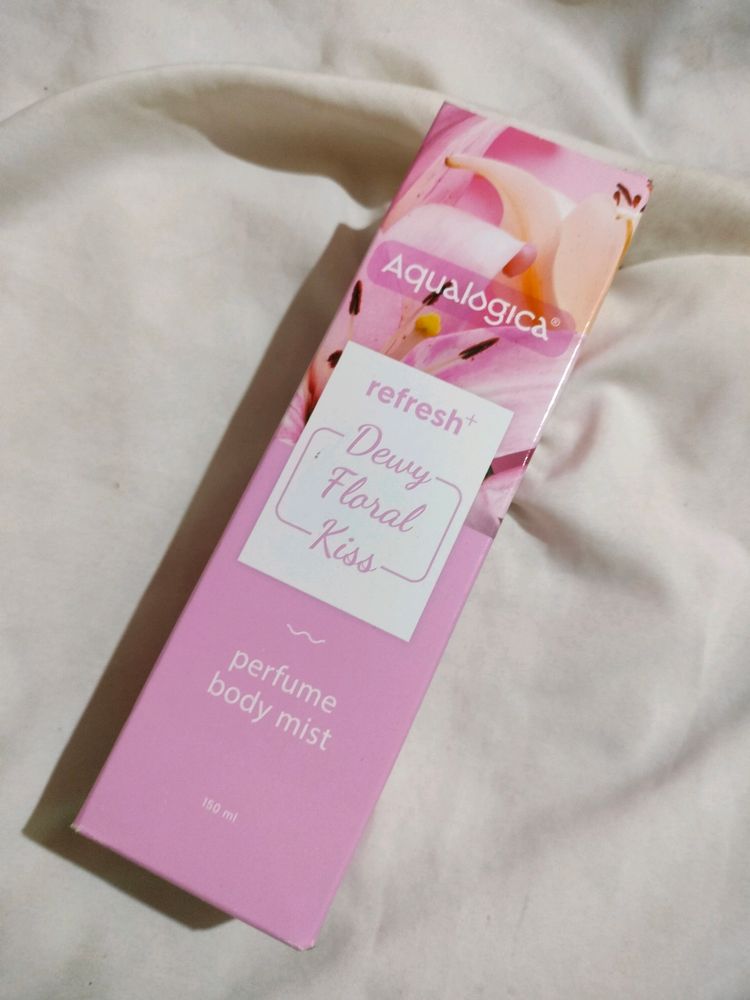 Aqualogica®
refresh+
Dewy
Floral
Kiss
perfume
body mist
150 ml